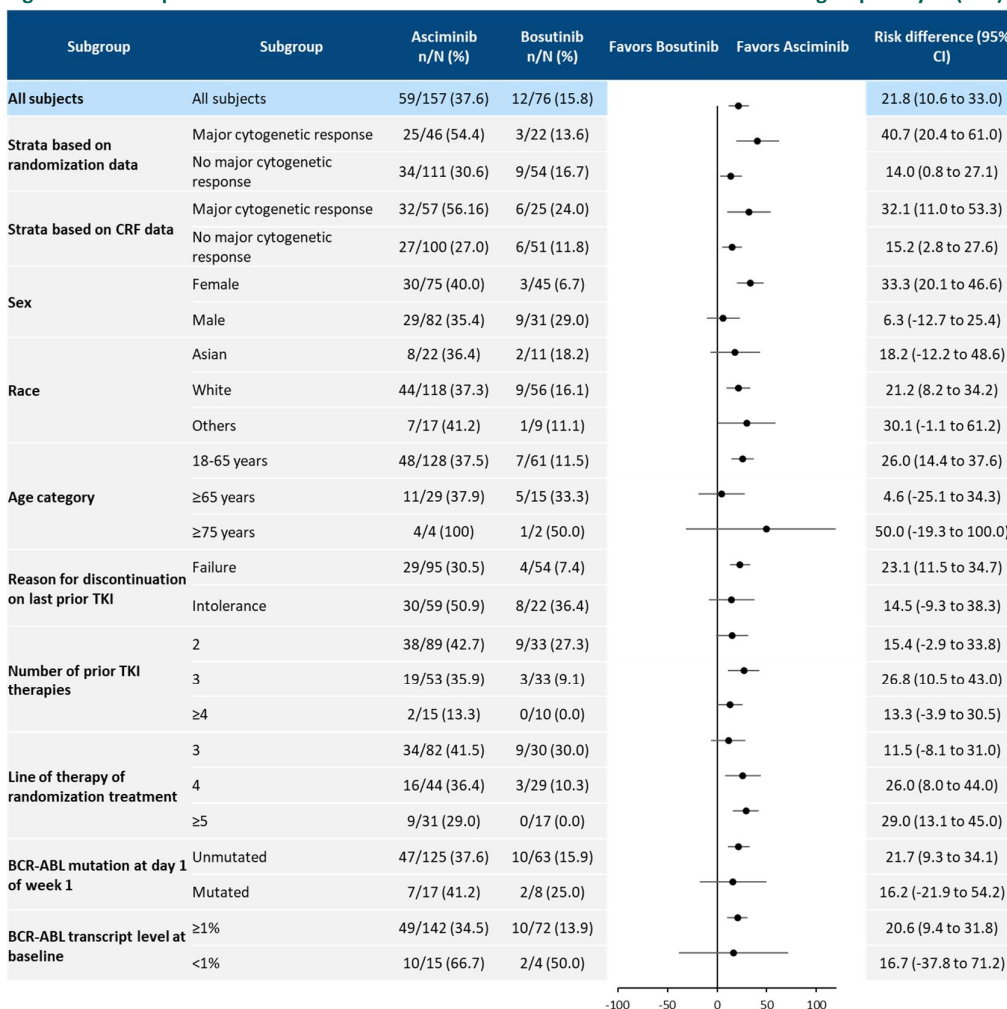 Subgroup Subgroup Asciminib n/N (%) Bosutinib n/N (%) Favors Bosutinib Favors Asciminib Risk difference (95% CI)
All subjects All subjects 59/157 (37.6) 12/76 (15.8) 21.8 (10.6 to 33.0)
Strata based on randomization data Major cytogenetic response 25/46 (54.4) 3/22 (13.6) 40.7 (20.4 to 61.0)
No major cytogenetic response 34/111 (30.6) 9/54 (16.7) 14.0 (0.8 to 27.1)
Strata based on CRF data Major cytogenetic response 32/57 (56.16) 6/25 (24.0) 32.1 (11.0 to 53.3)
No major cytogenetic response 27/100 (27.0) 6/51 (11.8) 15.2 (2.8 to 27.6)
Sex Female 30/75 (40.0) 3/45 (6.7) 33.3 (20.1 to 46.6)
Male 29/82 (35.4) 9/31 (29.0) 6.3 (-12.7 to 25.4)
Race Asian 8/22 (36.4) 2/11 (18.2) 18.2 (-12.2 to 48.6)
White 44/118 (37.3) 9/56 (16.1) 21.2 (8.2 to 34.2)
Others 7/17 (41.2) 1/9 (11.1) 30.1 (-1.1 to 61.2)
Age category 18-65 years 48/128 (37.5) 7/61 (11.5) 26.0 (14.4 to 37.6)
≥65 years 11/29 (37.9) 5/15 (33.3) 4.6 (-25.1 to 34.3)
≥75 years 4/4 (100) 1/2 (50.0) 50.0 (-19.3 to 100.0)
Reason for discontinuation on last prior TKI Failure 29/95 (30.5) 4/54 (7.4) 23.1 (11.5 to 34.7)
Intolerance 30/59 (50.9) 8/22 (36.4) 14.5 (-9.3 to 38.3)
Number of prior TKI therapies 2 38/89 (42.7) 9/33 (27.3) 15.4 (-2.9 to 33.8)
3 19/53 (35.9) 3/33 (9.1) 26.8 (10.5 to 43.0)
≥4 2/15 (13.3) 0/10 (0.0) 13.3 (-3.9 to 30.5)
Line of therapy of randomization treatment 3 34/82 (41.5) 9/30 (30.0) 11.5 (-8.1 to 31.0)
4 16/44 (36.4) 3/29 (10.3) 26.0 (8.0 to 44.0)
≥5 9/31 (29.0) 0/17 (0.0) 29.0 (13.1 to 45.0)
BCR-ABL mutation at day 1 of week 1 Unmutated 47/125 (37.6) 10/63 (15.9) 21.7 (9.3 to 34.1)
Mutated 7/17 (41.2) 2/8 (25.0) 16.2 (-21.9 to 54.2)
BCR-ABL transcript level at baseline ≥1% 49/142 (34.5) 10/72 (13.9) 20.6 (9.4 to 31.8)
<1% 10/15 (66.7) 2/4 (50.0) 16.7 (-37.8 to 71.2)
-100 -50 0 50 100